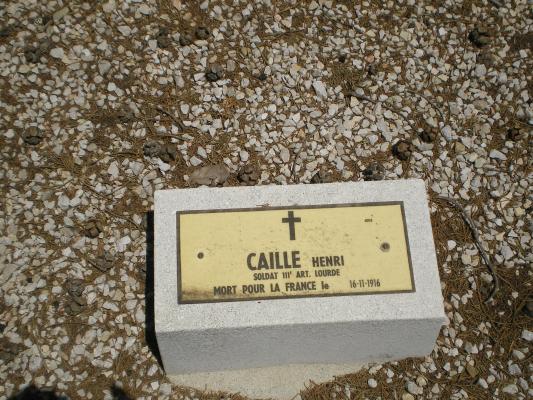 CAILLE HENRI
SOLDAT 111e ART. LOURDE
MORT POUR LA FRANCE le 16-11-1916